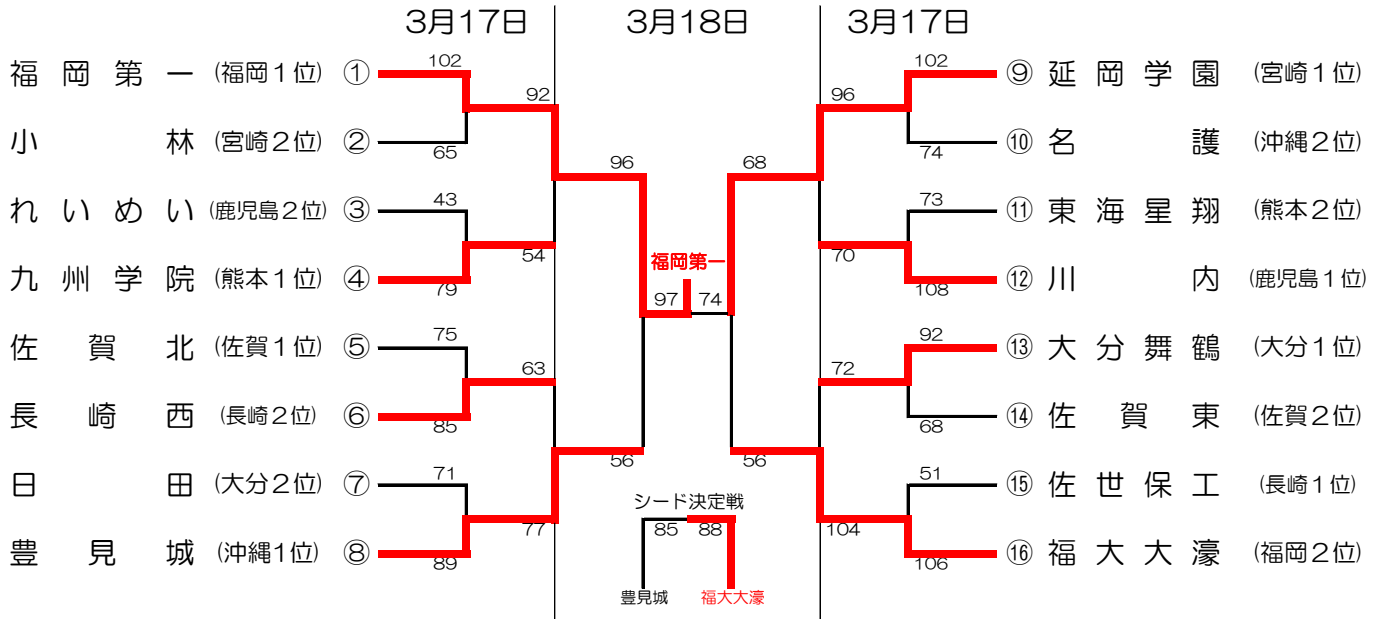 3月17日 3月18日 3月17日
102 92 96 102
福岡第一 (福岡1位) ① ⑨ 延岡学園 (宮崎1位)
小林 (宮崎2位) ② ⑩ 名護 (沖縄2位)
65 96 68 74
43 73
れいめい (鹿児島2位) ③ ⑪ 東海星翔 (熊本2位)
54 福岡第一 70
九州学院 (熊本1位) ④ ⑫ 川内 (鹿児島1位)
79 97 74 108
75 92
佐賀北 (佐賀1位) ⑤ ⑬ 大分舞鶴 (大分1位)
63 72
長崎西 (長崎2位) ⑥ ⑭ 佐賀東 (佐賀2位)
85 68
56 56
71 51
日田 (大分2位) ⑦ ⑮ 佐世保工 (長崎1位)
シード決定戦
77 85 88 104
豊見城 (沖縄1位) ⑧ ⑯ 福大大濠 (福岡2位)
89 106
豊見城 福大大濠